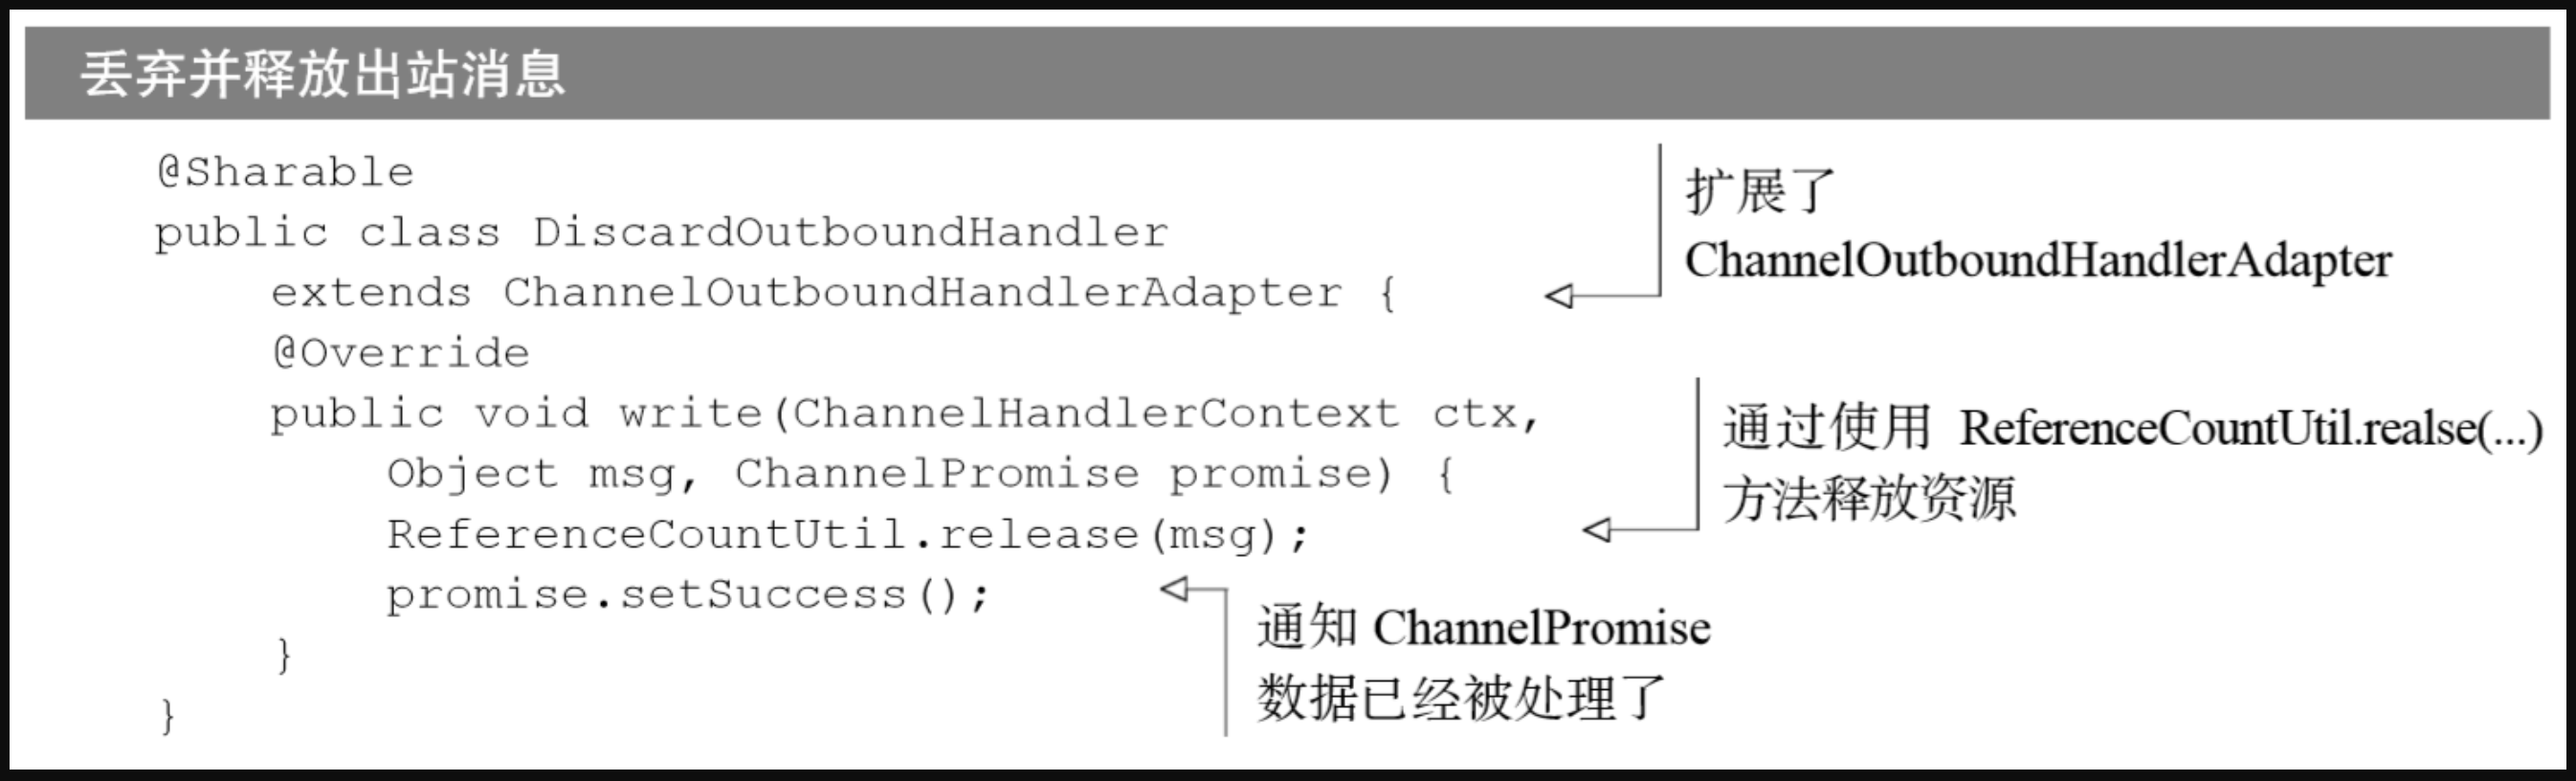 丢弃并释放出站消息
@Sharable
public class DiscardOutboundHandler
extends ChannelOutboundHandlerAdapter {
扩展了
ChannelOutboundHandlerAdapter
@Override
public void write(ChannelHandlerContext ctx,
Object msg, ChannelPromise promise) {
ReferenceCountUtil.release(msg);
通过使用 ReferenceCountUtil.realse(...)
方法释放资源
promise.setSuccess();
通知 ChannelPromise
数据已经被处理了
}
}